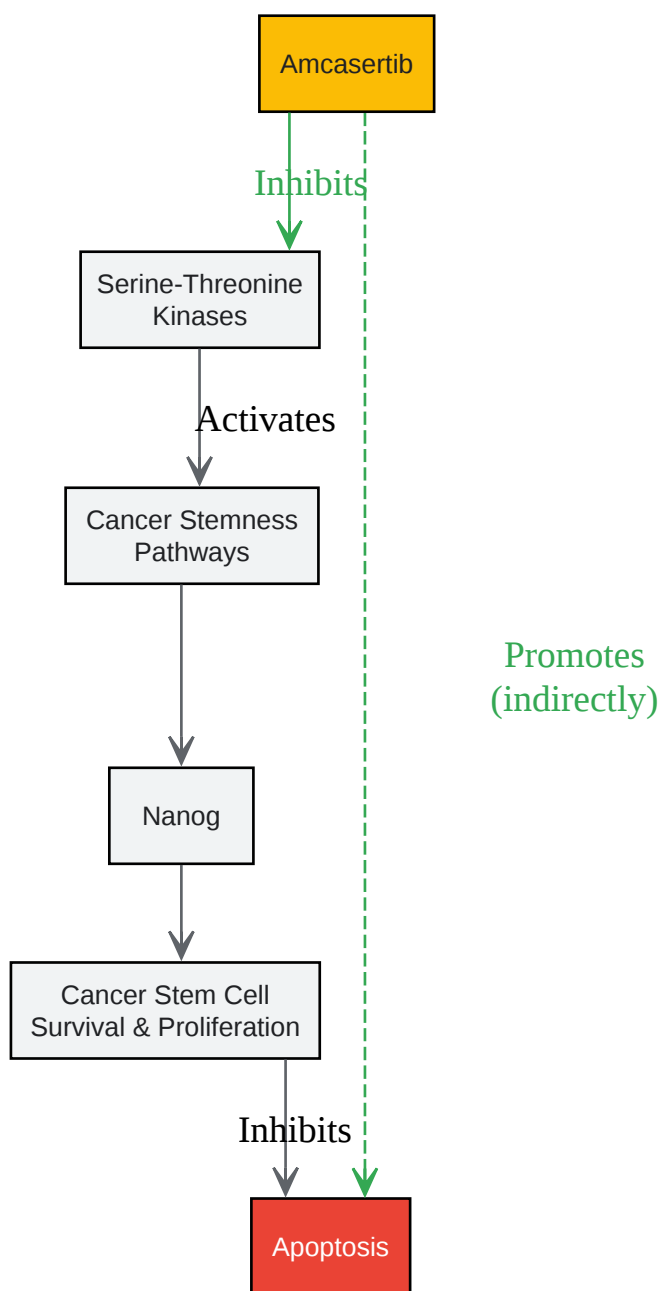 Amcasertib
Inhibits
Serine-Threonine
Kinases
Activates
Cancer Stemness
Pathways
Promotes
(indirectly)
Nanog
Cancer Stem Cell
Survival & Proliferation
Inhibits
Apoptosis